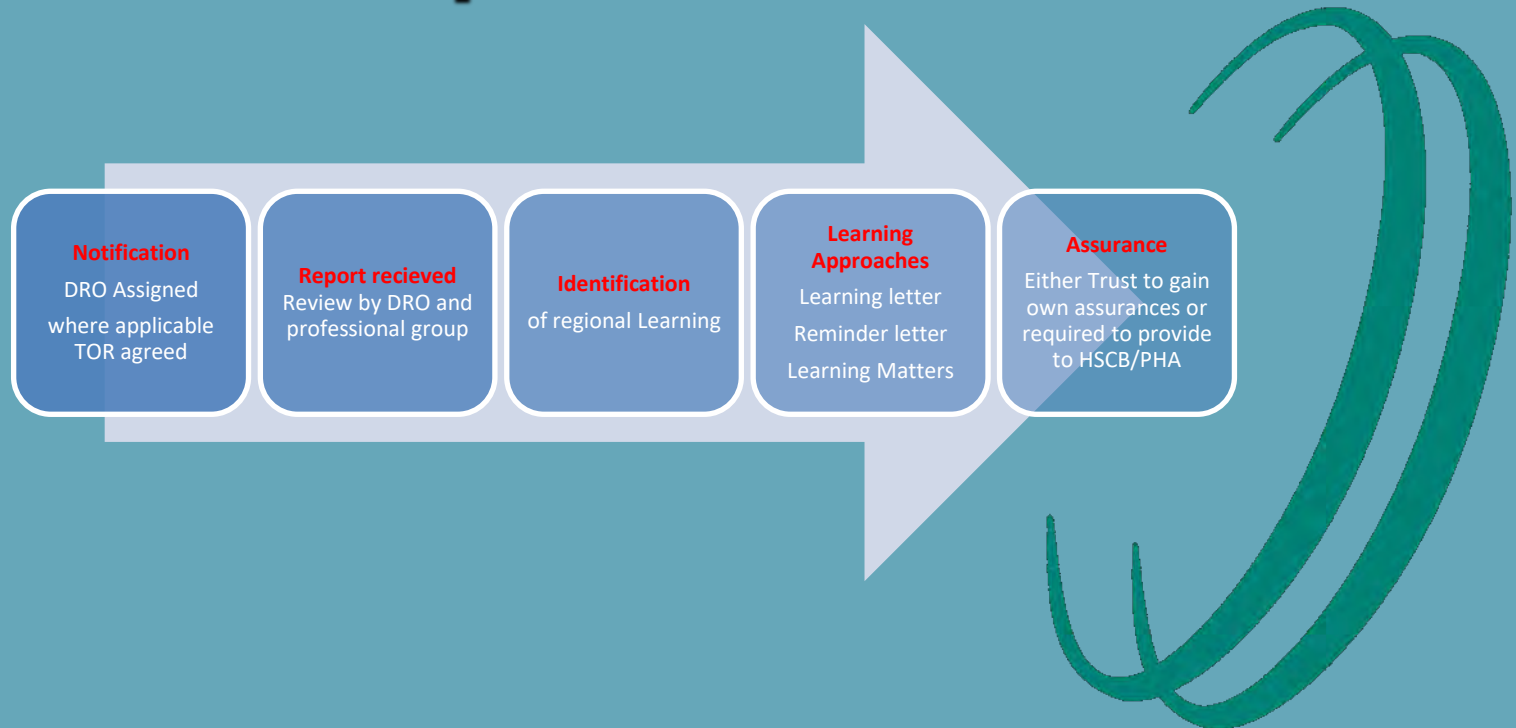 Notification
DRO Assigned
where applicable
TOR agreed
Report recieved
Review by DRO and
professional group
Identification
of regional Learning
Learning
Approaches
Learning letter
Reminder letter
Learning Matters
Assurance
Either Trust to gain
own assurances or
required to provide
to HSCB/PHA